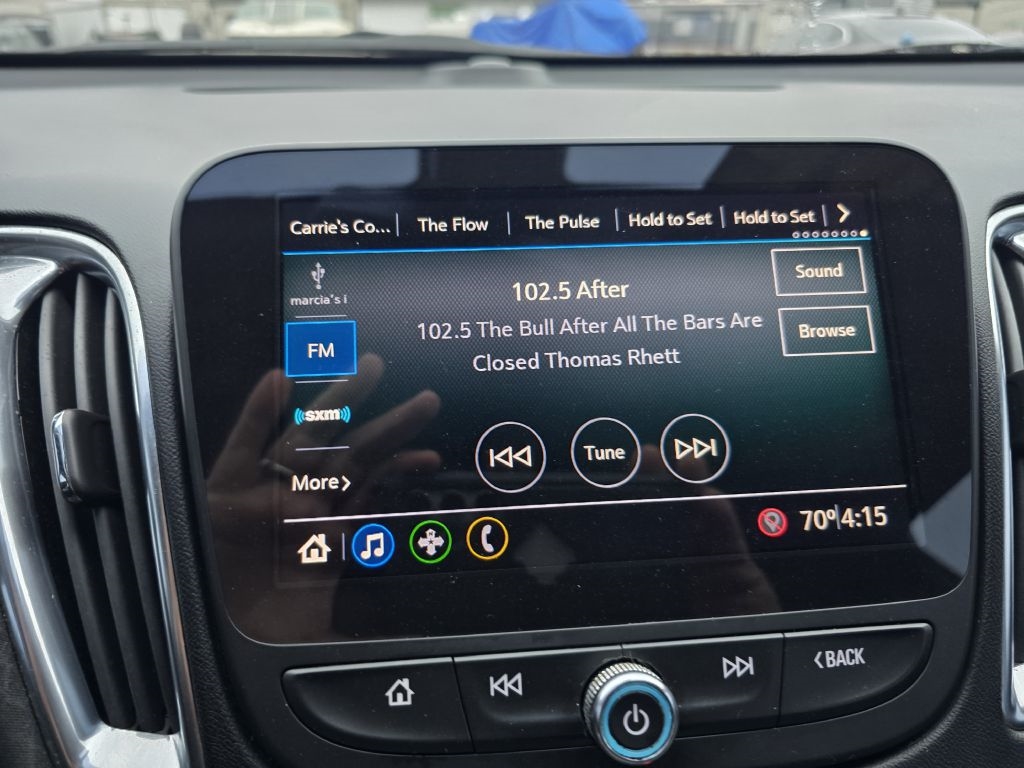 Carrie's Co... The Flow The Pulse Hold to Set Hold to Set
marcia's i
102.5 After
Sound
102.5 The Bull After All The Bars Are
Closed Thomas Rhett
Browse
FM
sxm
Tune
More
70° 4:15
BACK